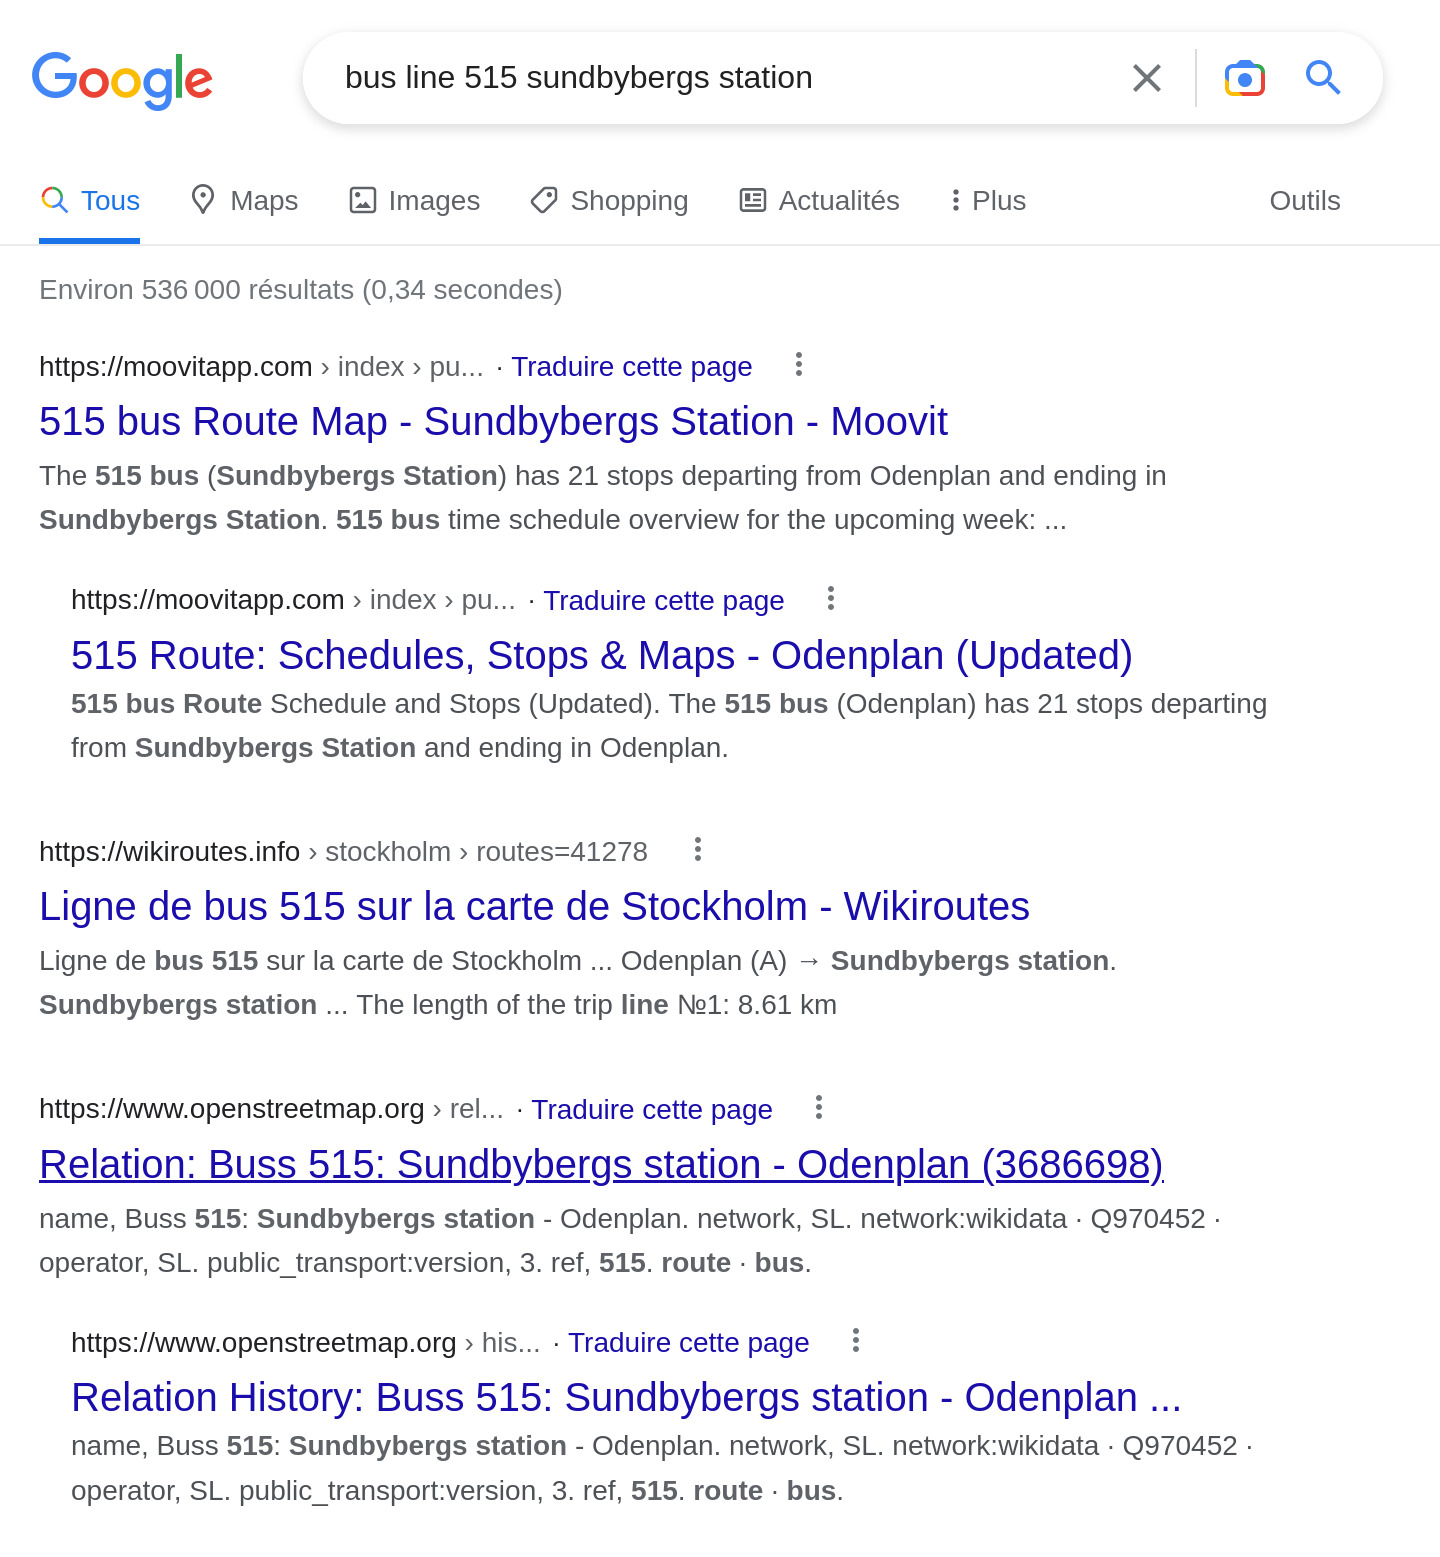 Google
bus line 515 sundbybergs station
Tous Maps Images Shopping Actualités Plus Outils
Environ 536 000 résultats (0,34 secondes)
https://moovitapp.com › index › pu... · Traduire cette page
515 bus Route Map - Sundbybergs Station - Moovit
The 515 bus (Sundbybergs Station) has 21 stops departing from Odenplan and ending in
Sundbybergs Station. 515 bus time schedule overview for the upcoming week: ...
https://moovitapp.com › index › pu... · Traduire cette page
515 Route: Schedules, Stops & Maps - Odenplan (Updated)
515 bus Route Schedule and Stops (Updated). The 515 bus (Odenplan) has 21 stops departing
from Sundbybergs Station and ending in Odenplan.
https://wikiroutes.info › stockholm › routes=41278
Ligne de bus 515 sur la carte de Stockholm - Wikiroutes
Ligne de bus 515 sur la carte de Stockholm ... Odenplan (A) → Sundbybergs station.
Sundbybergs station ... The length of the trip line №1: 8.61 km
https://www.openstreetmap.org › rel... · Traduire cette page
Relation: Buss 515: Sundbybergs station - Odenplan (3686698)
name, Buss 515: Sundbybergs station - Odenplan. network, SL. network:wikidata · Q970452 ·
operator, SL. public_transport:version, 3. ref, 515. route · bus.
https://www.openstreetmap.org › his... · Traduire cette page
Relation History: Buss 515: Sundbybergs station - Odenplan ...
name, Buss 515: Sundbybergs station - Odenplan. network, SL. network:wikidata · Q970452 ·
operator, SL. public_transport:version, 3. ref, 515. route · bus.